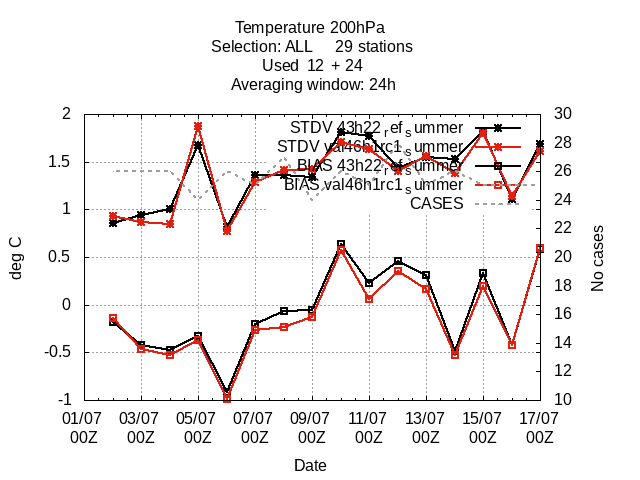 Temperature 200hPa
Selection: ALL 29 stations
Used 12 + 24
Averaging window: 24h
2
1.5
1
0.5
0
-0.5
-1
deg C
30
28
26
24
22
20
18
16
14
12
10
No cases
STDV 43h22_ref_summer
STDV val46h1rc1_summer
BIAS 43h22_ref_summer
BIAS val46h1rc1_summer
CASES
01/07 03/07 05/07 07/07 09/07 11/07 13/07 15/07 17/07
00Z 00Z 00Z 00Z 00Z 00Z 00Z 00Z 00Z
Date